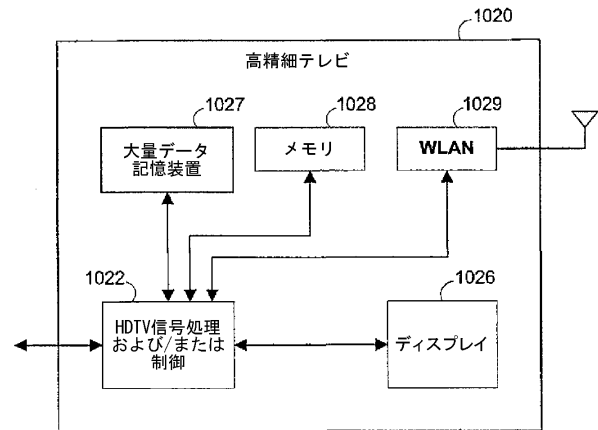 1020
高精細テレビ
1027
1028
1029
大量データ
記憶装置
メモリ
WLAN
1022
1026
HDTV信号処理
および/または
制御
ディスプレイ